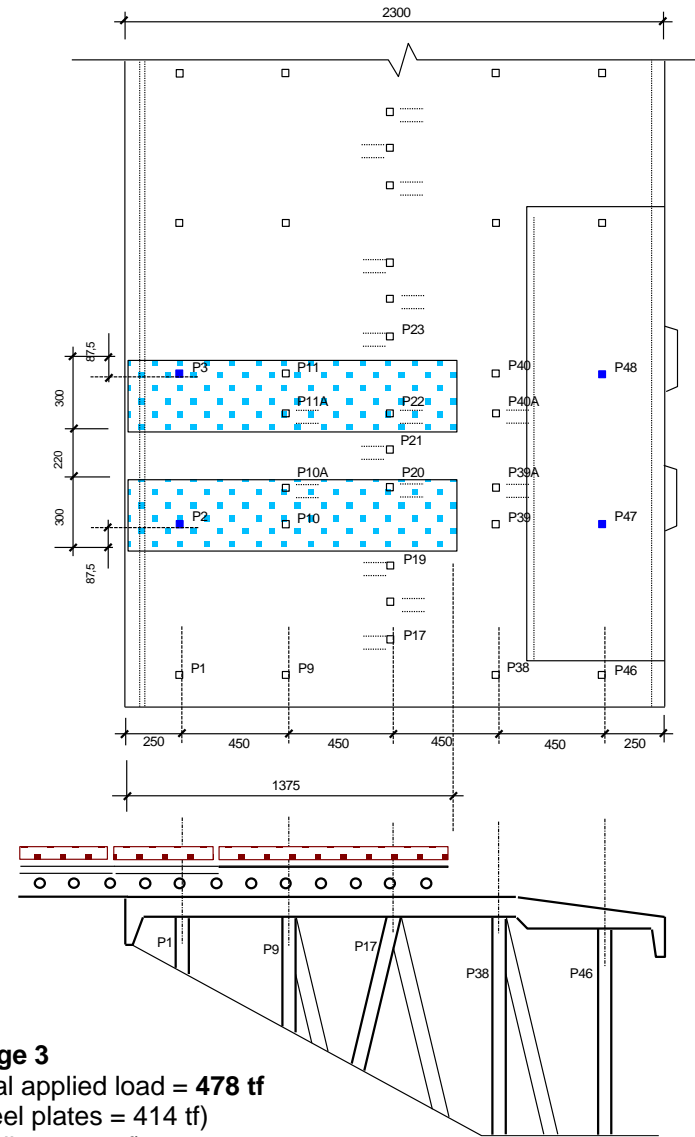 2300
P23
87,5
P3
P11
P40
P48
300
P11A
P22
P40A
P21
220
P10A
P20
P39A
300
P2
P10
P39
P47
87,5
P19
P17
P1
P9
P38
P46
250
450
450
450
450
250
1375
P1
P9
P17
P38
P46
ge 3
al applied load = 478 tf
eel plates = 414 tf)